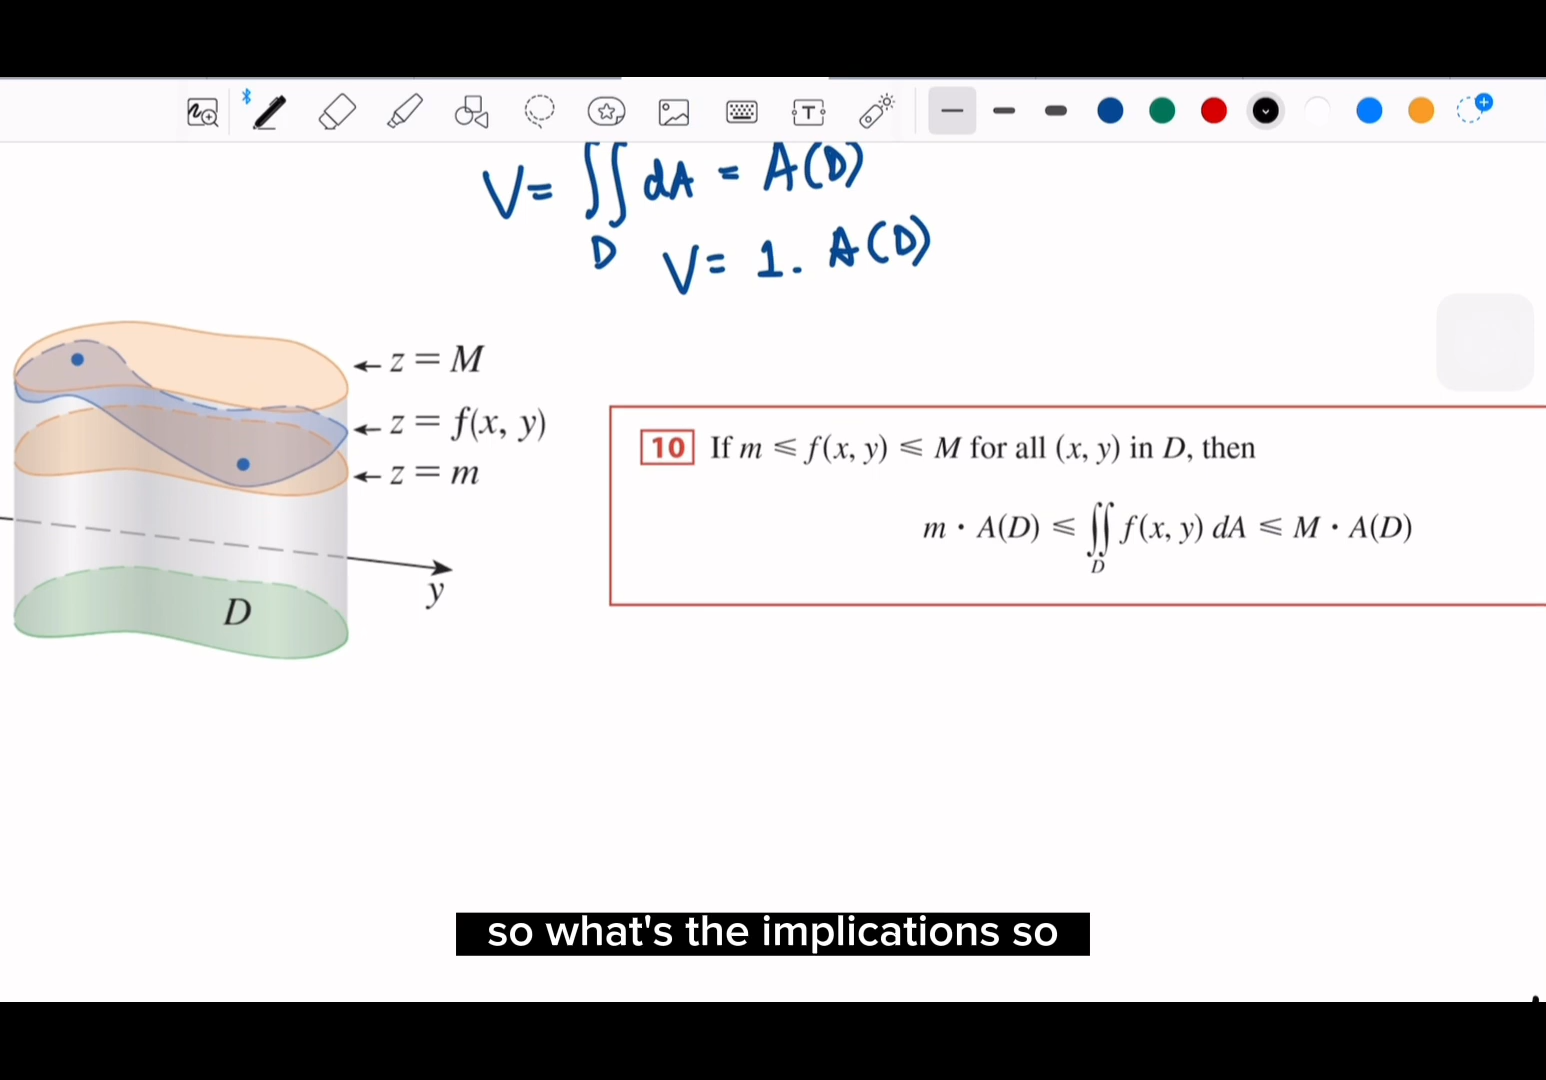 V= ∬ dA = A(D)
D
V= 1. A(D)
z = M
z = f(x, y)
z = m
y
D
10 If m ⩽ f(x, y) ⩽ M for all (x, y) in D, then
m · A(D) ⩽ ∬ f(x, y) dA ⩽ M · A(D)
D
so what's the implications so